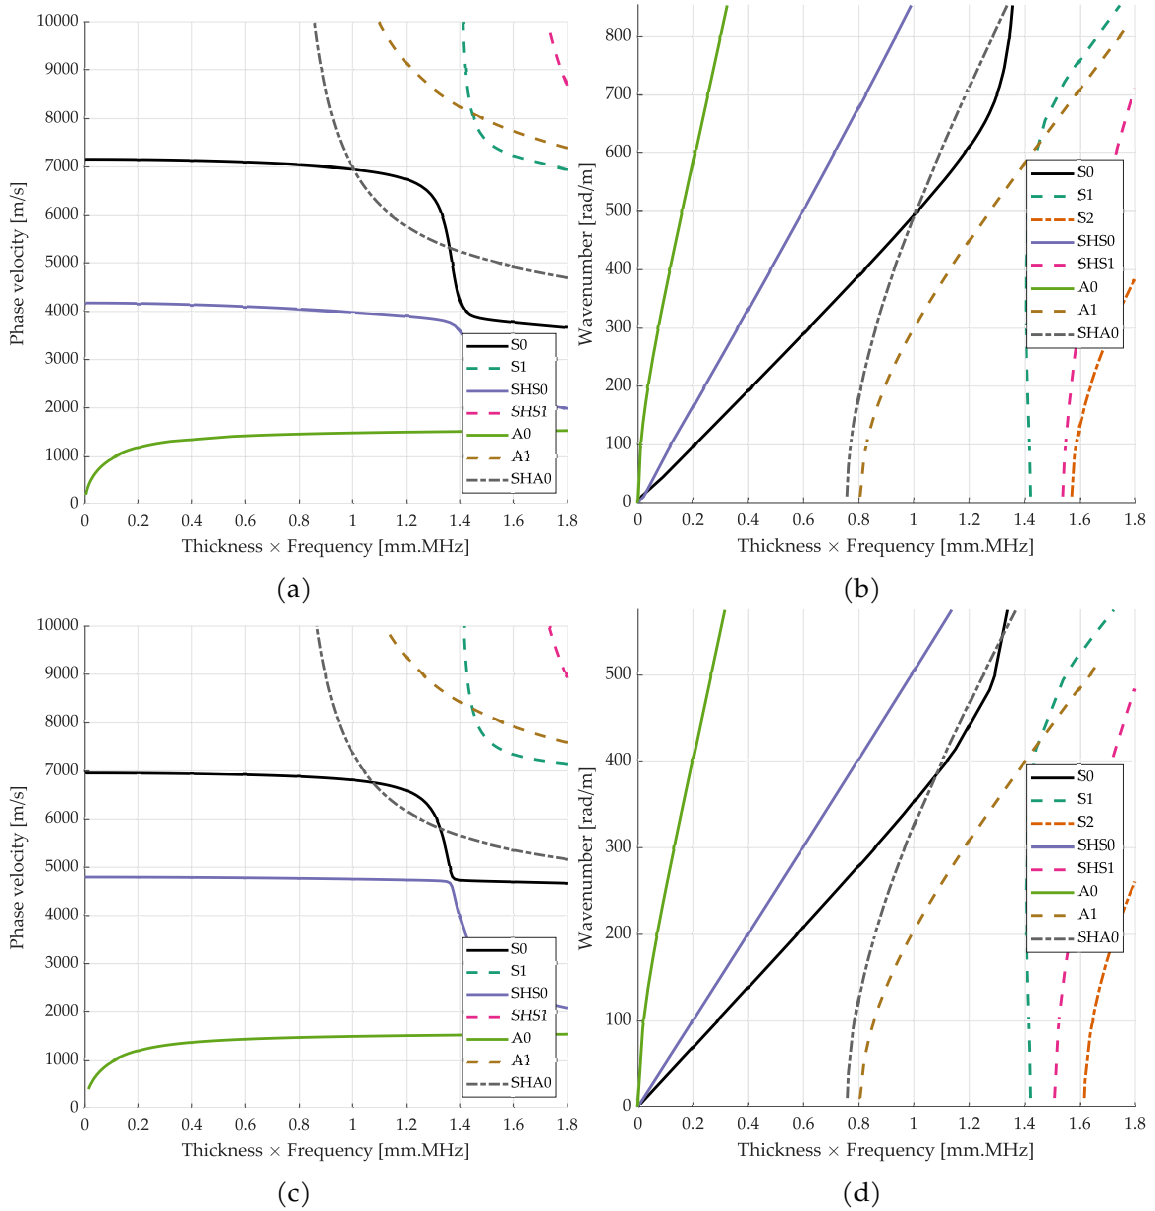 10000
9000
8000
7000
6000
5000
4000
3000
2000
1000
0
Phase velocity [m/s]
0 0.2 0.4 0.6 0.8 1 1.2 1.4 1.6 1.8
Thickness × Frequency [mm.MHz]
S0
S1
SHS0
SHS1
A0
A1
SHA0
(a)
800
700
600
500
400
300
200
100
0
Wavenumber [rad/m]
0 0.2 0.4 0.6 0.8 1 1.2 1.4 1.6 1.8
Thickness × Frequency [mm.MHz]
S0
S1
S2
SHS0
SHS1
A0
A1
SHA0
(b)
10000
9000
8000
7000
6000
5000
4000
3000
2000
1000
0
Phase velocity [m/s]
0 0.2 0.4 0.6 0.8 1 1.2 1.4 1.6 1.8
Thickness × Frequency [mm.MHz]
S0
S1
SHS0
SHS1
A0
A1
SHA0
(c)
500
400
300
200
100
0
Wavenumber [rad/m]
0 0.2 0.4 0.6 0.8 1 1.2 1.4 1.6 1.8
Thickness × Frequency [mm.MHz]
S0
S1
S2
SHS0
SHS1
A0
A1
SHA0
(d)